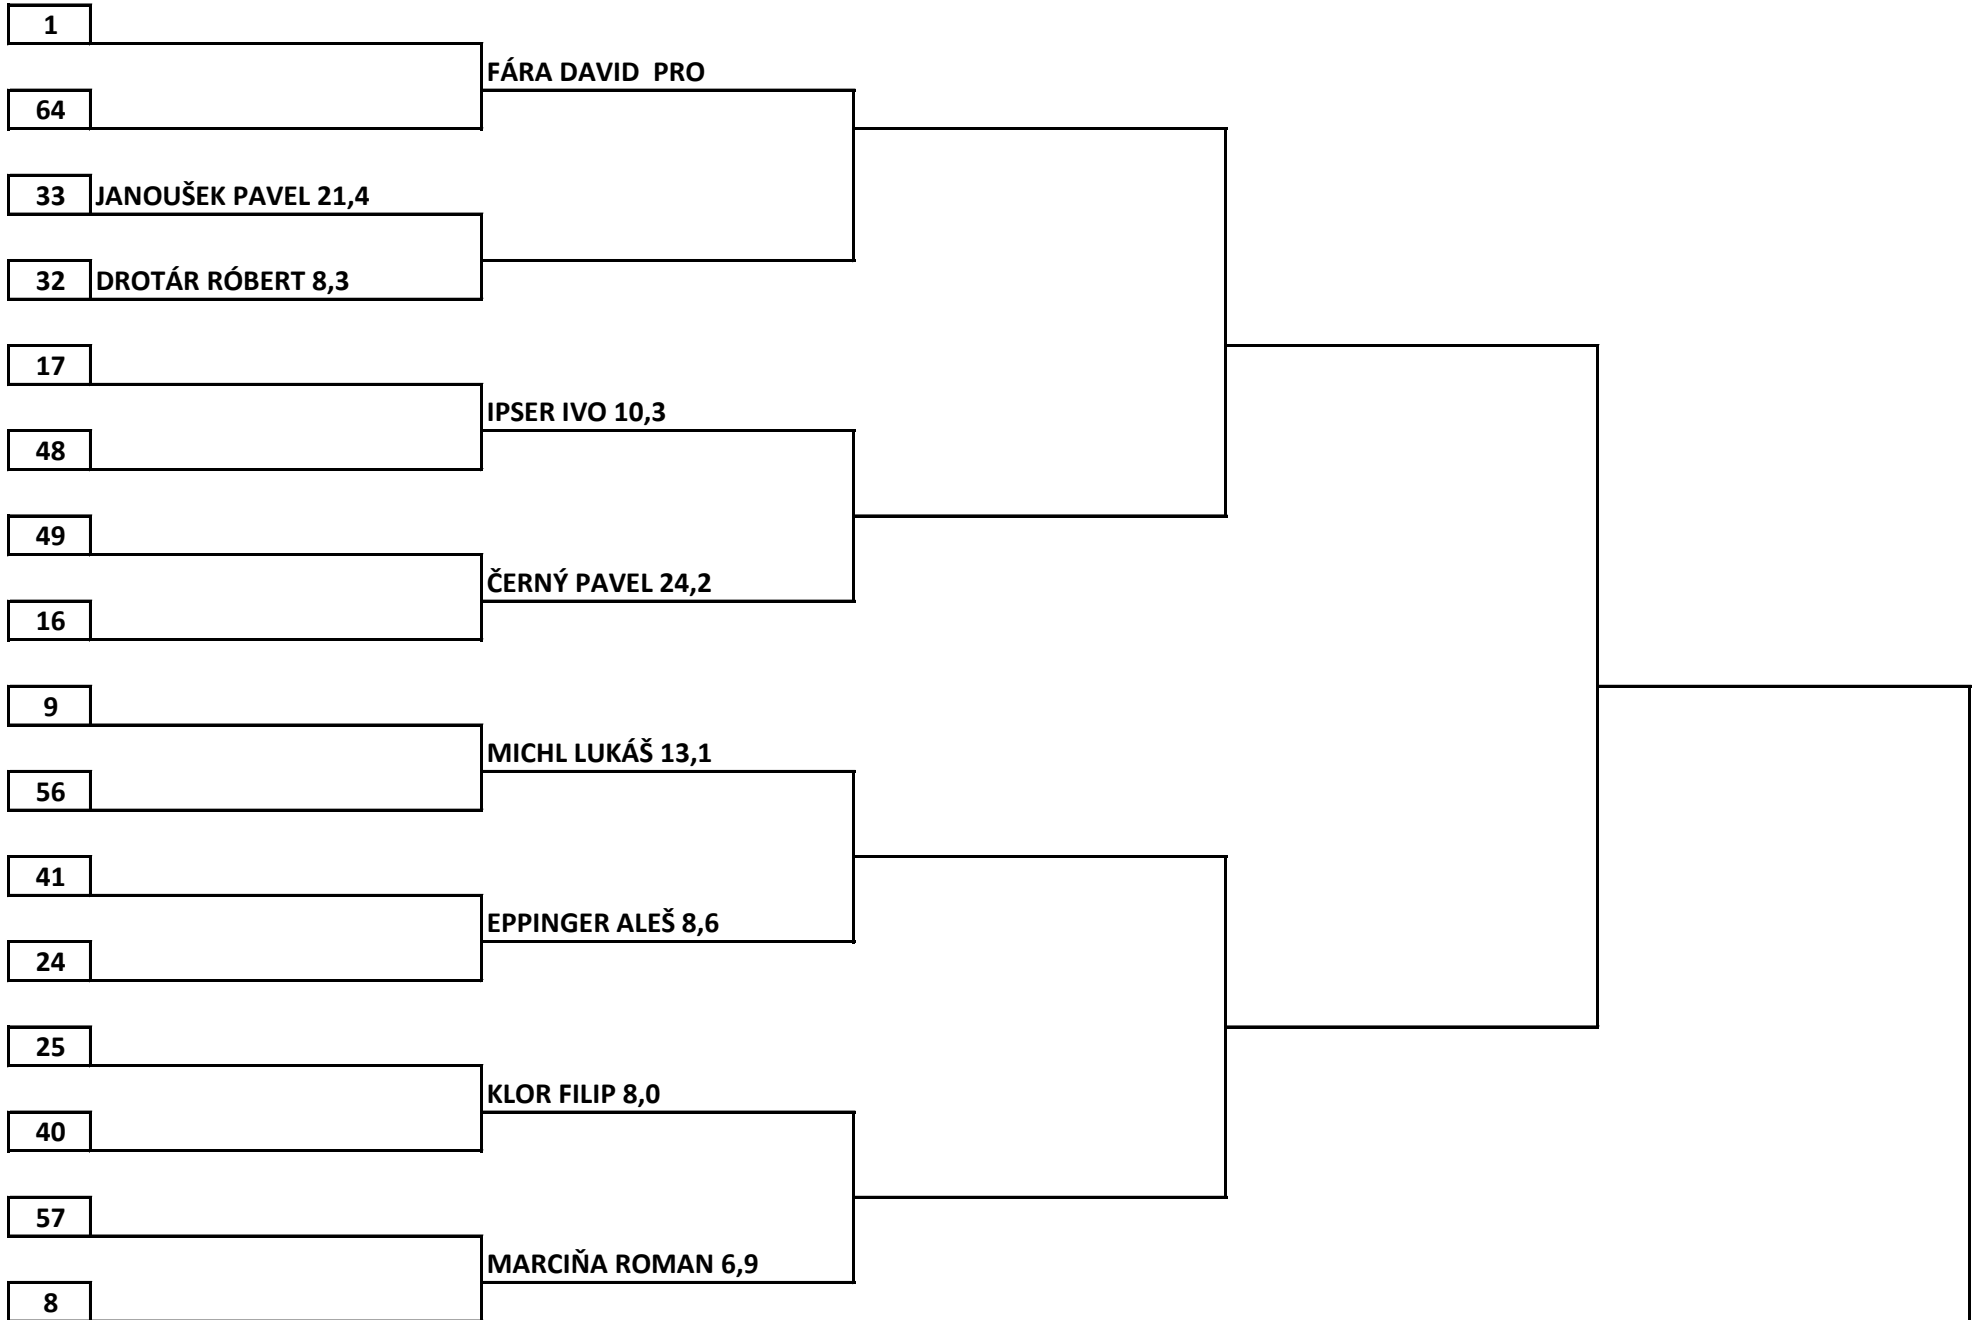 1
FÁRA DAVID  PRO
64
33 JANOUŠEK PAVEL 21,4
32 DROTÁR RÓBERT 8,3
17
IPSER IVO 10,3
48
49
ČERNÝ PAVEL 24,2
16
9
MICHL LUKÁŠ 13,1
56
41
EPPINGER ALEŠ 8,6
24
25
KLOR FILIP 8,0
40
57
MARCIŇA ROMAN 6,9
8